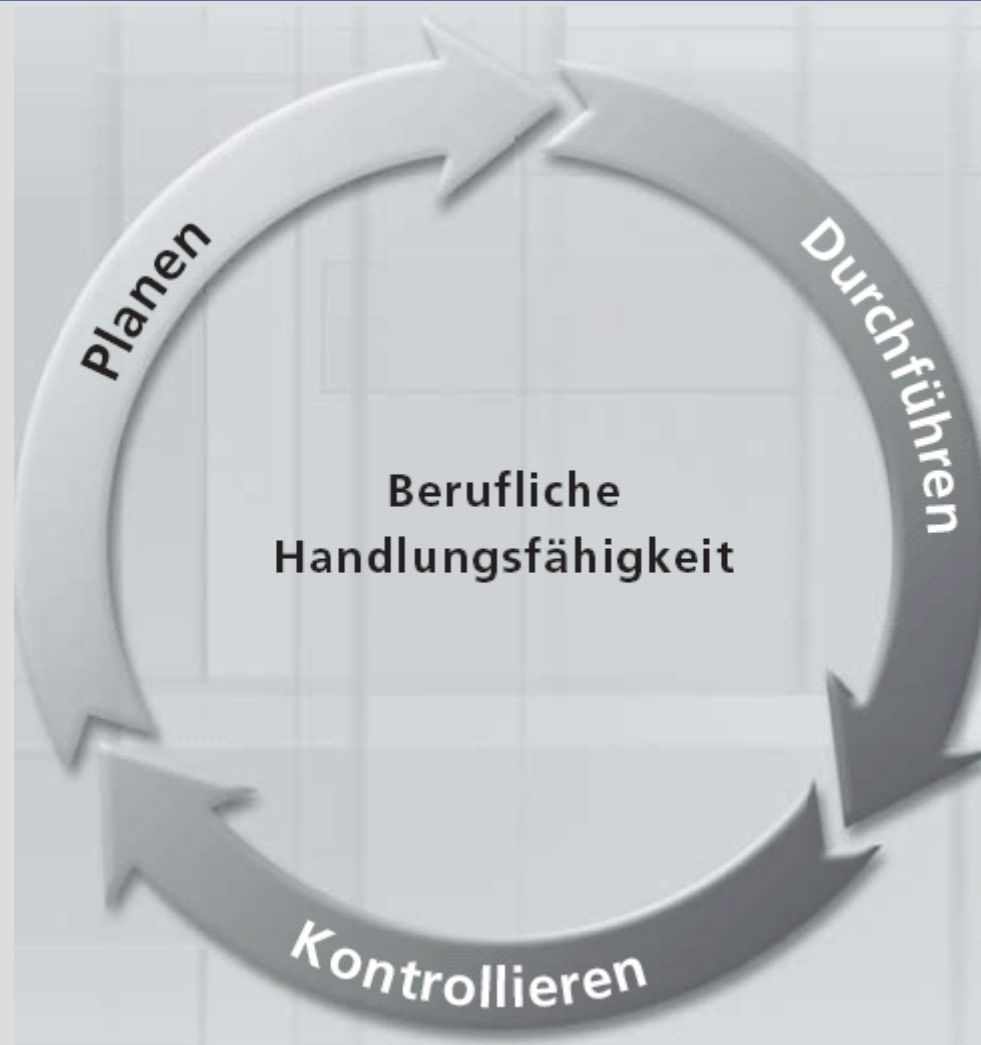 Planen
Durchführen
Berufliche
Handlungsfähigkeit
Kontrollieren